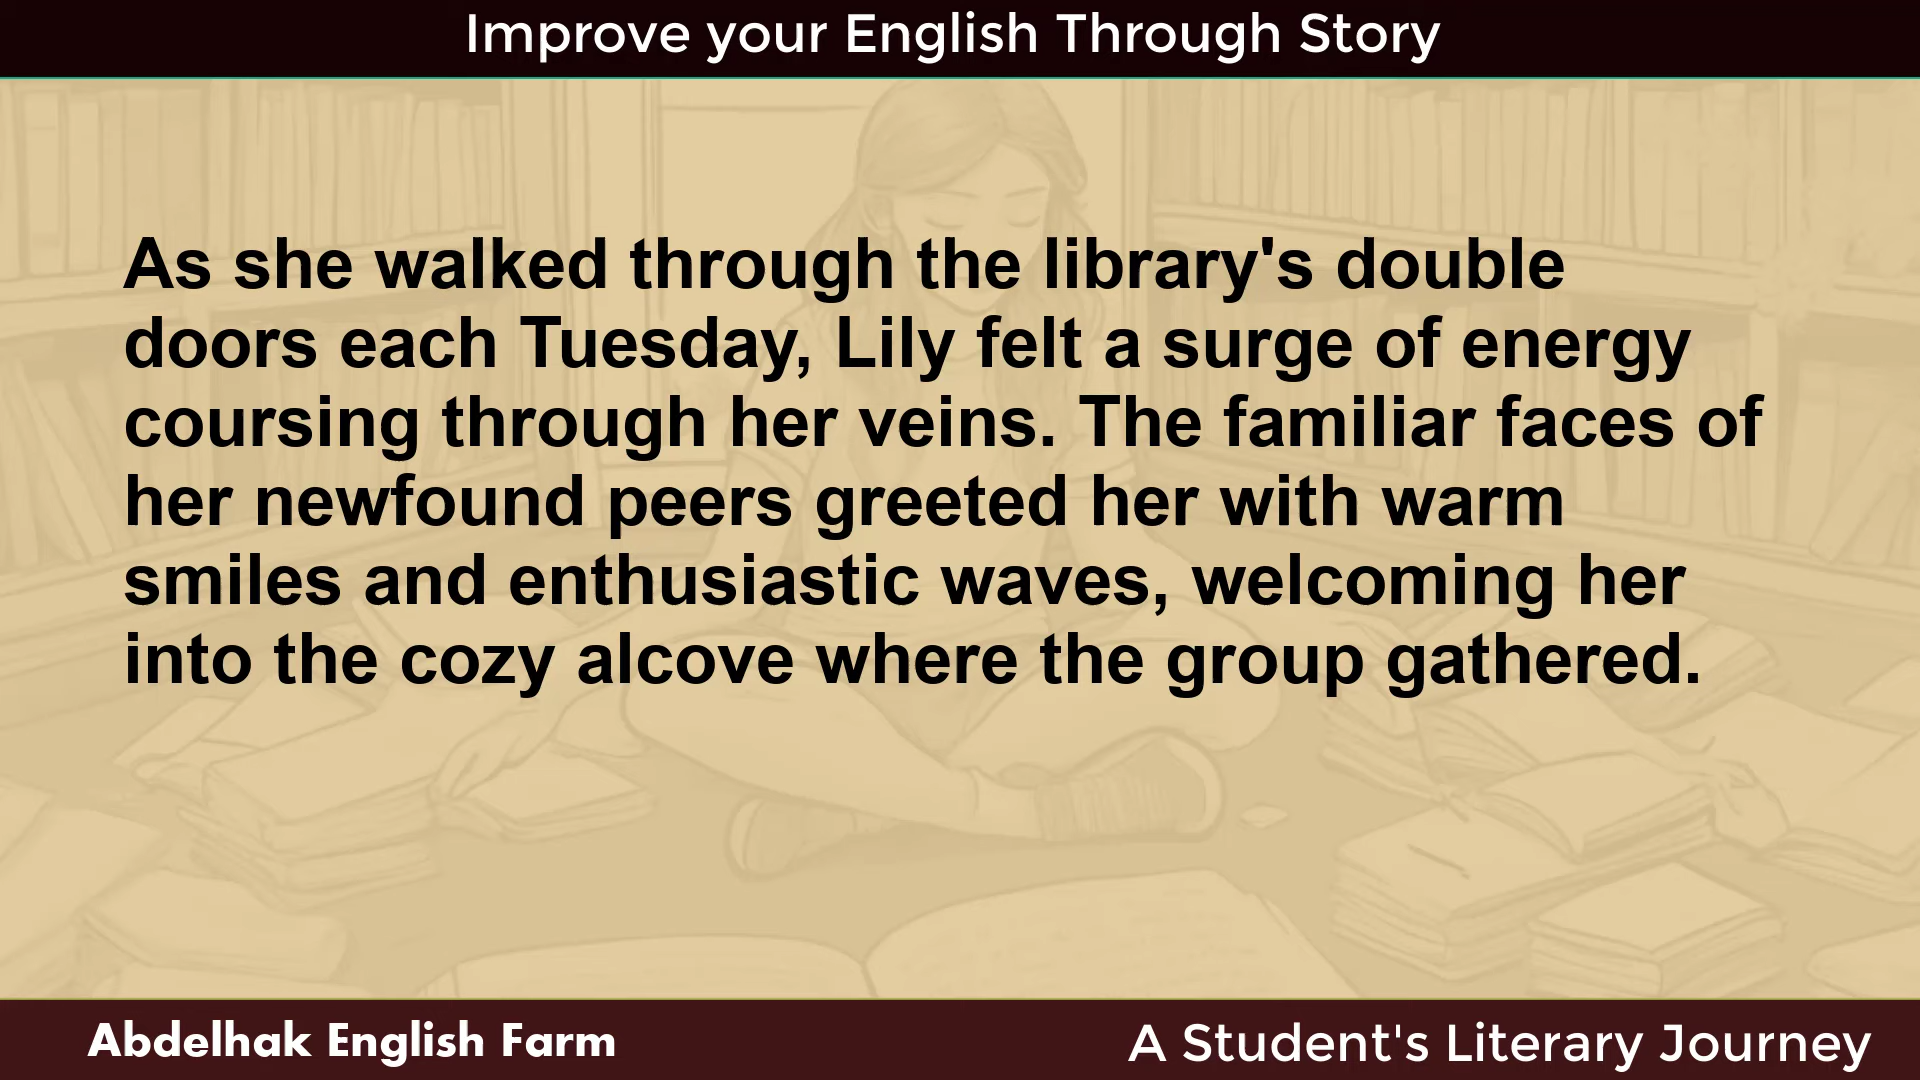 Improve your English Through Story
As she walked through the library's double
doors each Tuesday, Lily felt a surge of energy
coursing through her veins. The familiar faces of
her newfound peers greeted her with warm
smiles and enthusiastic waves, welcoming her
into the cozy alcove where the group gathered.
Abdelhak English Farm
A Student's Literary Journey